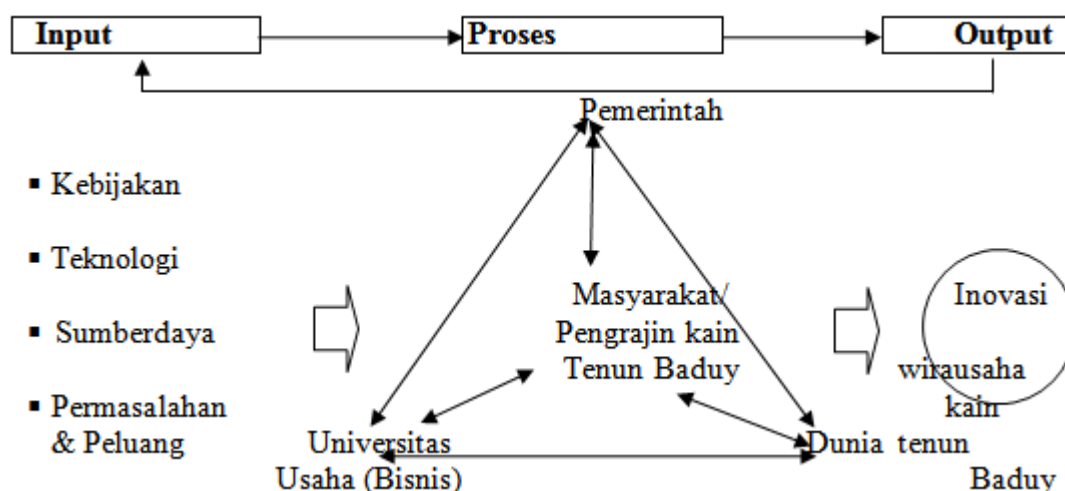 Input
Proses
Output
Pemerintah
▪ Kebijakan
▪ Teknologi
▪ Sumberdaya
▪ Permasalahan
& Peluang
Masyarakat/
Pengrajin kain
Tenun Baduy
Inovasi
wirausaha
kain
Universitas
Dunia tenun
Usaha (Bisnis)
Baduy